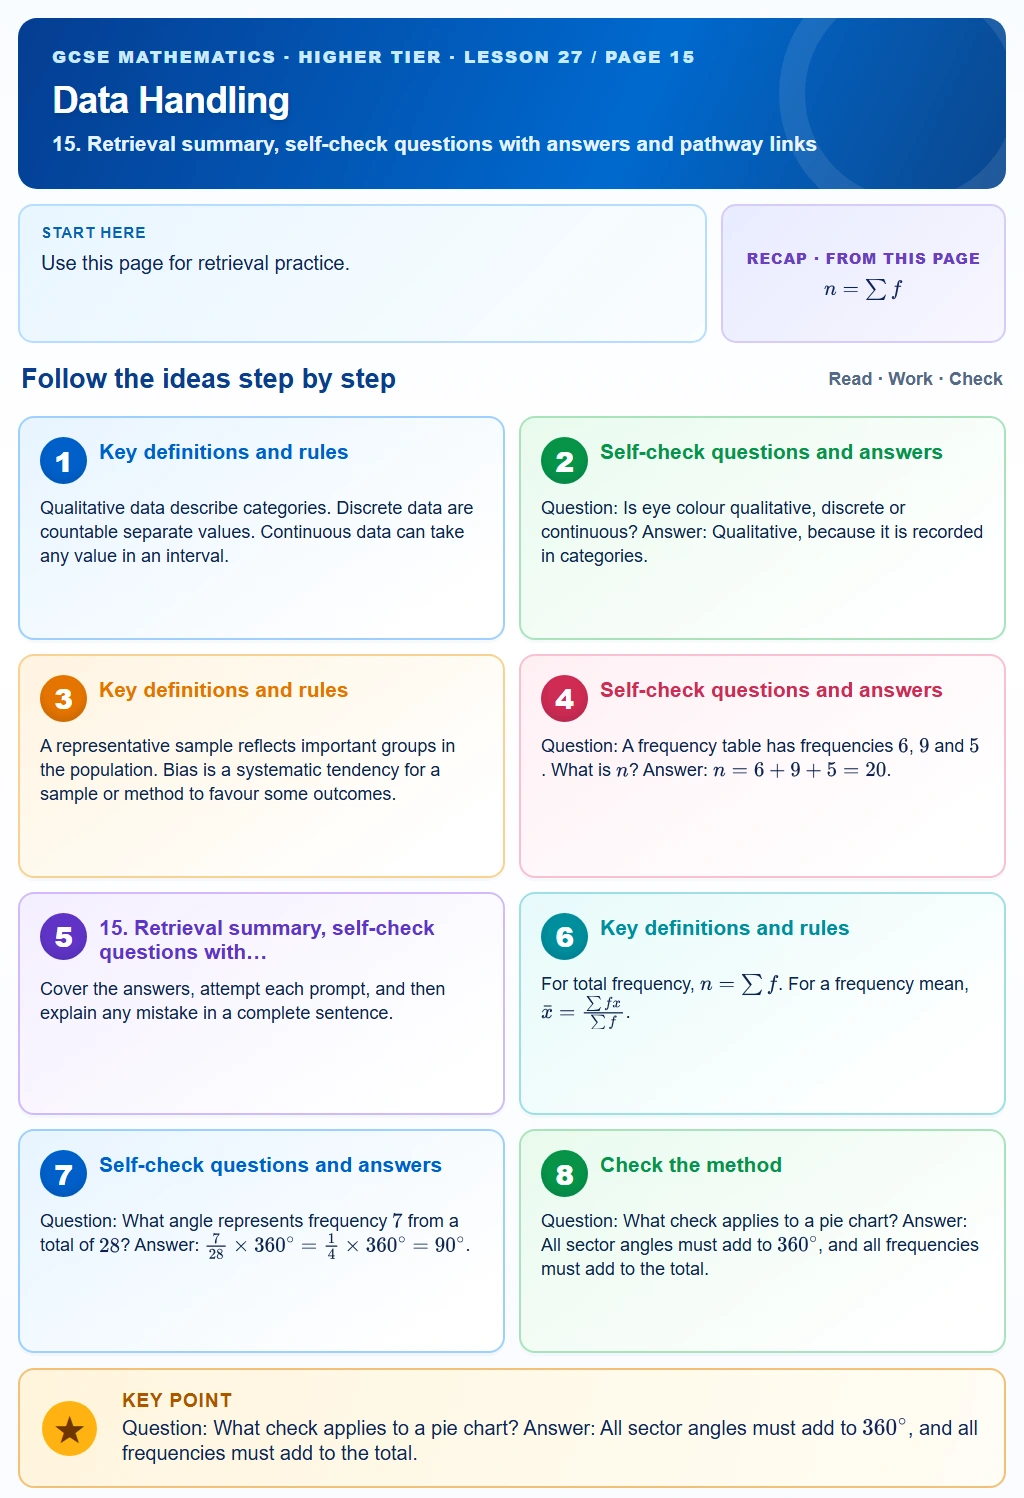 GCSE MATHEMATICS · HIGHER TIER · LESSON 27 / PAGE 15
Data Handling
15. Retrieval summary, self-check questions with answers and pathway links
START HERE
Use this page for retrieval practice.
RECAP · FROM THIS PAGE
n = ∑ f
Follow the ideas step by step
Read · Work · Check
1
Key definitions and rules
Qualitative data describe categories. Discrete data are
countable separate values. Continuous data can take
any value in an interval.
2
Self-check questions and answers
Question: Is eye colour qualitative, discrete or
continuous? Answer: Qualitative, because it is recorded
in categories.
3
Key definitions and rules
A representative sample reflects important groups in
the population. Bias is a systematic tendency for a
sample or method to favour some outcomes.
4
Self-check questions and answers
Question: A frequency table has frequencies 6, 9 and 5
. What is n? Answer: n = 6 + 9 + 5 = 20.
5
15. Retrieval summary, self-check
questions with…
Cover the answers, attempt each prompt, and then
explain any mistake in a complete sentence.
6
Key definitions and rules
For total frequency, n = ∑ f. For a frequency mean,
x̄ = ∑ fx / ∑ f.
7
Self-check questions and answers
Question: What angle represents frequency 7 from a
total of 28? Answer: 7/28 × 360° = 1/4 × 360° = 90°.
8
Check the method
Question: What check applies to a pie chart? Answer:
All sector angles must add to 360°, and all frequencies
must add to the total.
KEY POINT
Question: What check applies to a pie chart? Answer: All sector angles must add to 360°, and all
frequencies must add to the total.